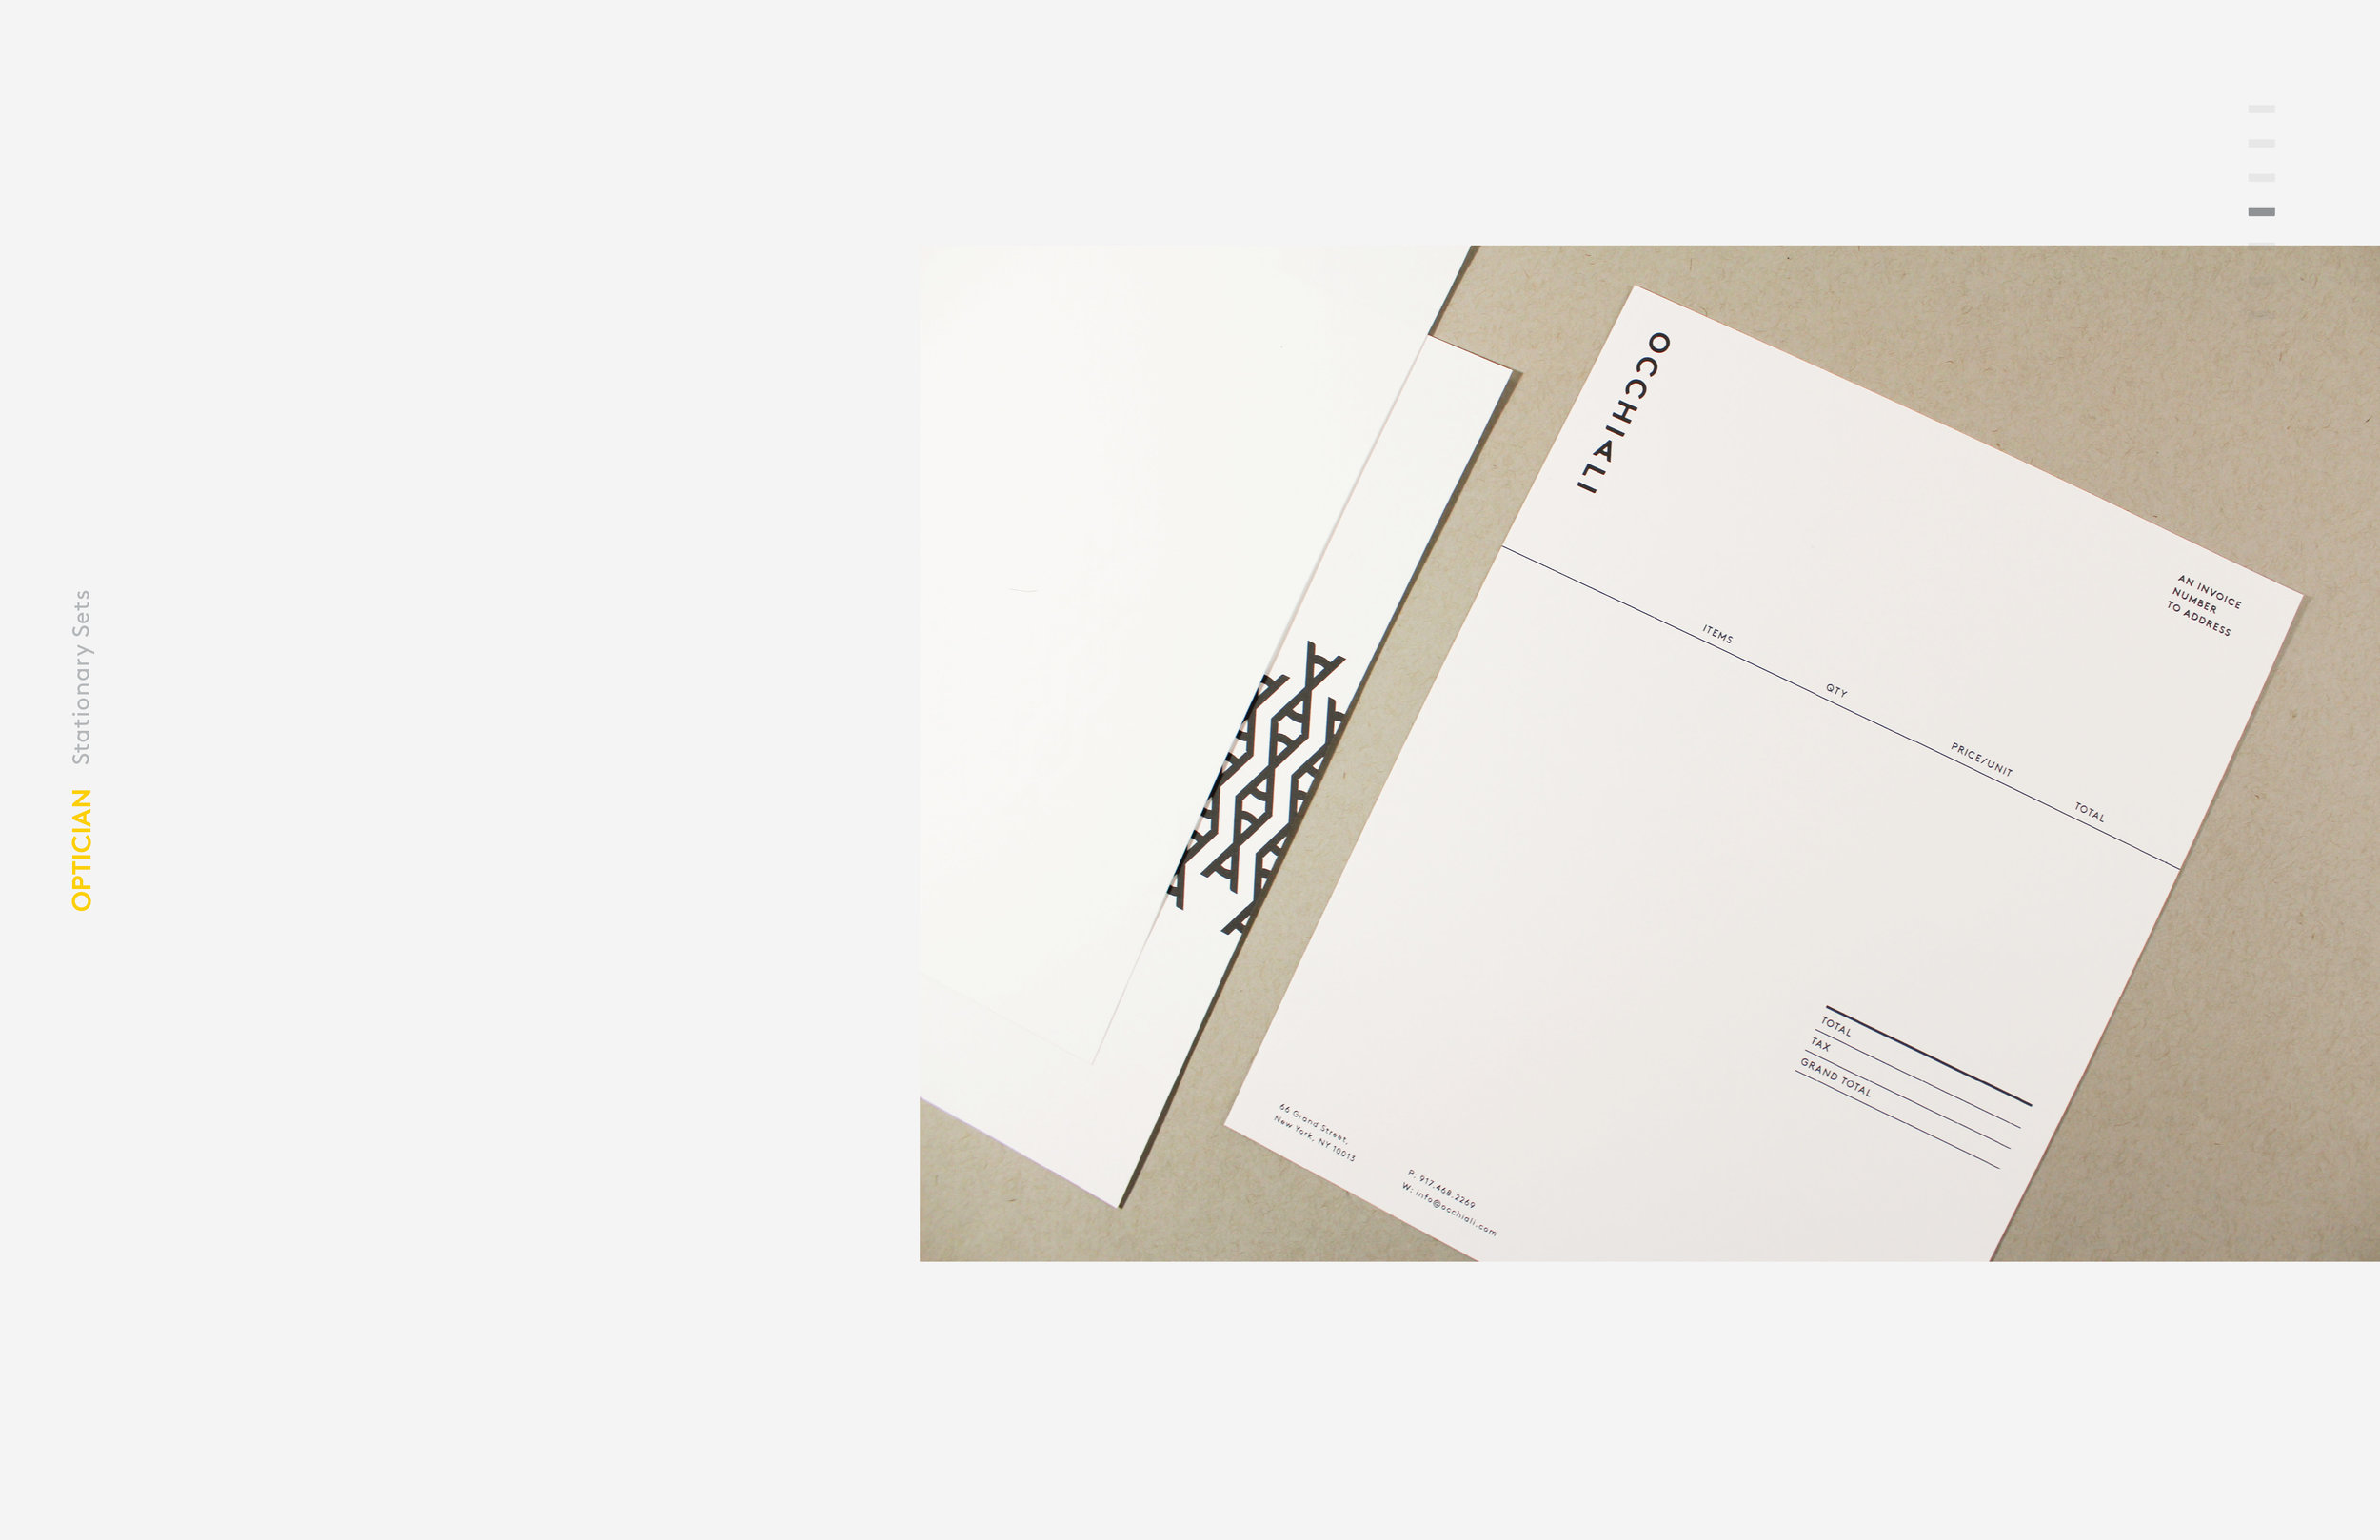 OPTICIAN Stationary Sets
OCCHIALI
AN INVOICE
NUMBER
TO ADDRESS
ITEMS
QTY
PRICE/UNIT
TOTAL
TOTAL
TAX
GRAND TOTAL
66 Grand Street,
New York, NY 10013
P: 917.468.2269
W: info@occhiali.com